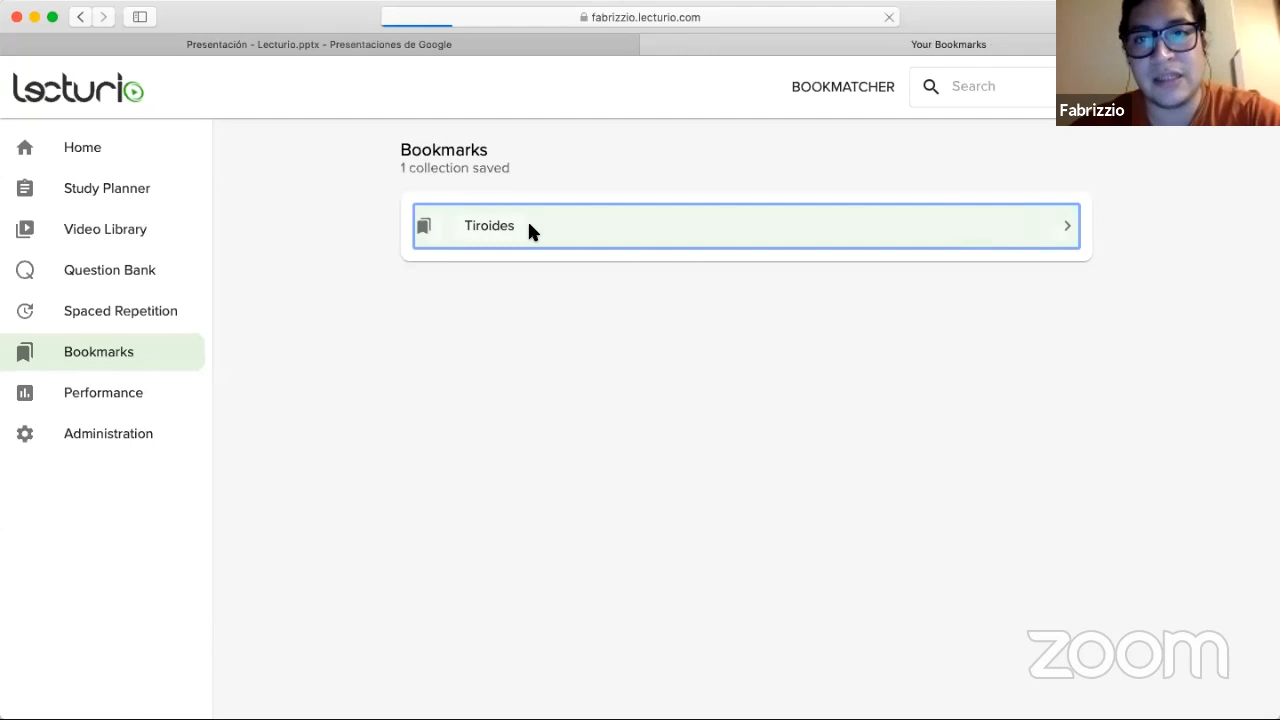 fabrizzio.lecturio.com
Presentación - Lecturio.pptx - Presentaciones de Google
Your Bookmarks
lecturio
BOOKMATCHER
Search
Fabrizzio
Home
Study Planner
Video Library
Question Bank
Spaced Repetition
Bookmarks
Performance
Administration
Bookmarks
1 collection saved
Tiroides
zoom